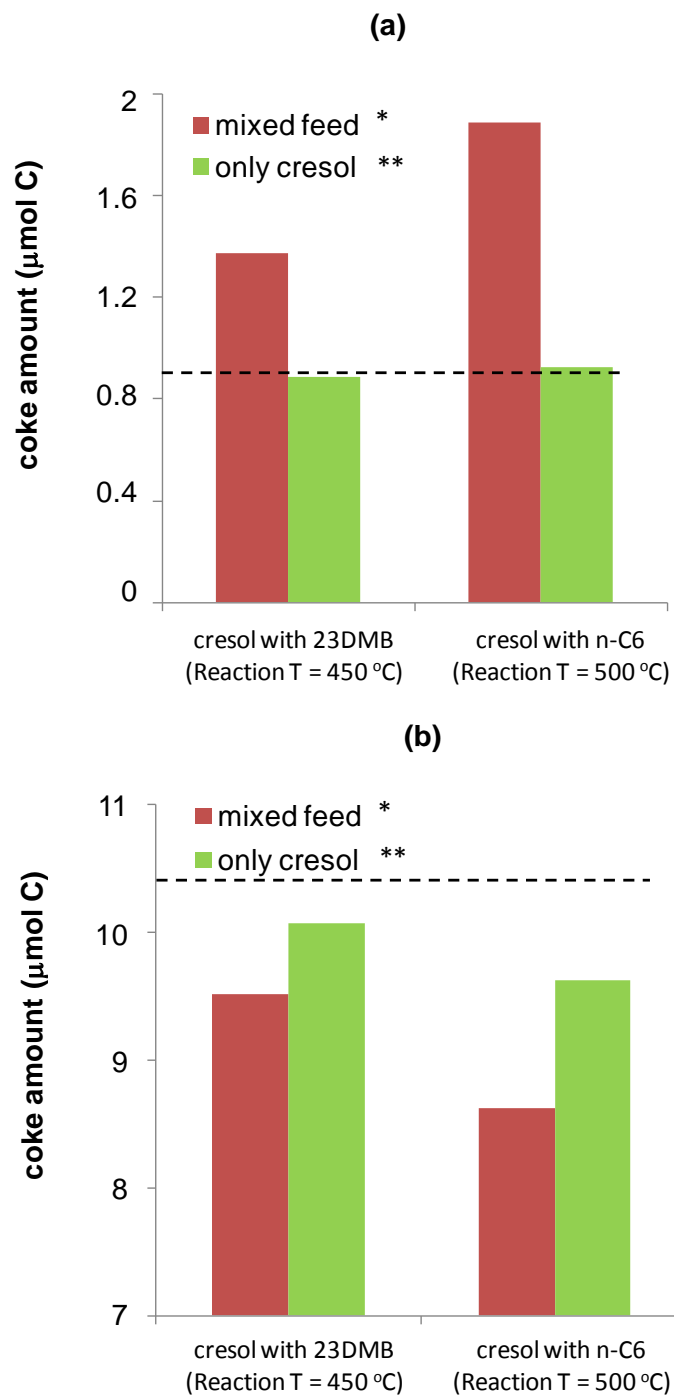 (a)
coke amount (μmol C)
2
1.6
1.2
0.8
0.4
0
mixed feed *
only cresol **
cresol with 23DMB
(Reaction T = 450 °C)
cresol with n-C6
(Reaction T = 500 °C)
(b)
coke amount (μmol C)
11
10
9
8
7
mixed feed *
only cresol **
cresol with 23DMB
(Reaction T = 450 °C)
cresol with n-C6
(Reaction T = 500 °C)